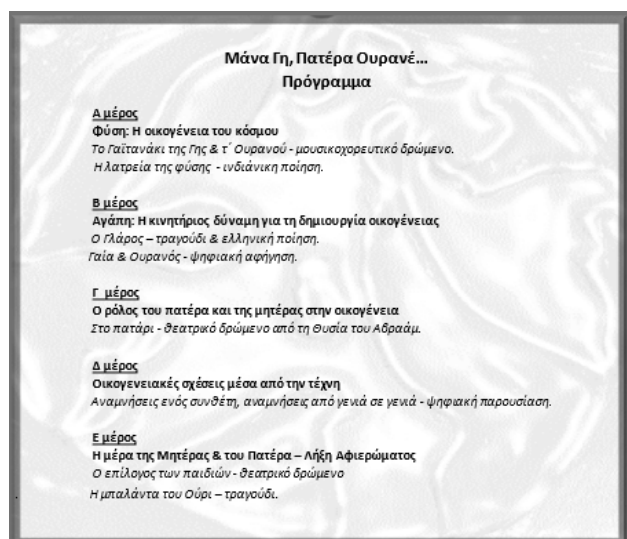 Μάνα Γη, Πατέρα Ουρανέ...
Πρόγραμμα
Α μέρος
Φύση: Η οικογένεια του κόσμου
Το Γαϊτανάκι της Γης & τ΄ Ουρανού - μουσικοχορευτικό δρώμενο.
Η λατρεία της φύσης - ινδιάνικη ποίηση.
Β μέρος
Αγάπη: Η κινητήριος δύναμη για τη δημιουργία οικογένειας
Ο Γλάρος – τραγούδι & ελληνική ποίηση.
Γαία & Ουρανός - ψηφιακή αφήγηση.
Γ μέρος
Ο ρόλος του πατέρα και της μητέρας στην οικογένεια
Στο πατάρι - θεατρικό δρώμενο από τη Θυσία του Αβραάμ.
Δ μέρος
Οικογενειακές σχέσεις μέσα από την τέχνη
Αναμνήσεις ενός συνθέτη, αναμνήσεις από γενιά σε γενιά - ψηφιακή παρουσίαση.
Ε μέρος
Η μέρα της Μητέρας & του Πατέρα – Λήξη Αφιερώματος
Ο επίλογος των παιδιών - θεατρικό δρώμενο
Η μπαλάντα του Ούρι – τραγούδι.